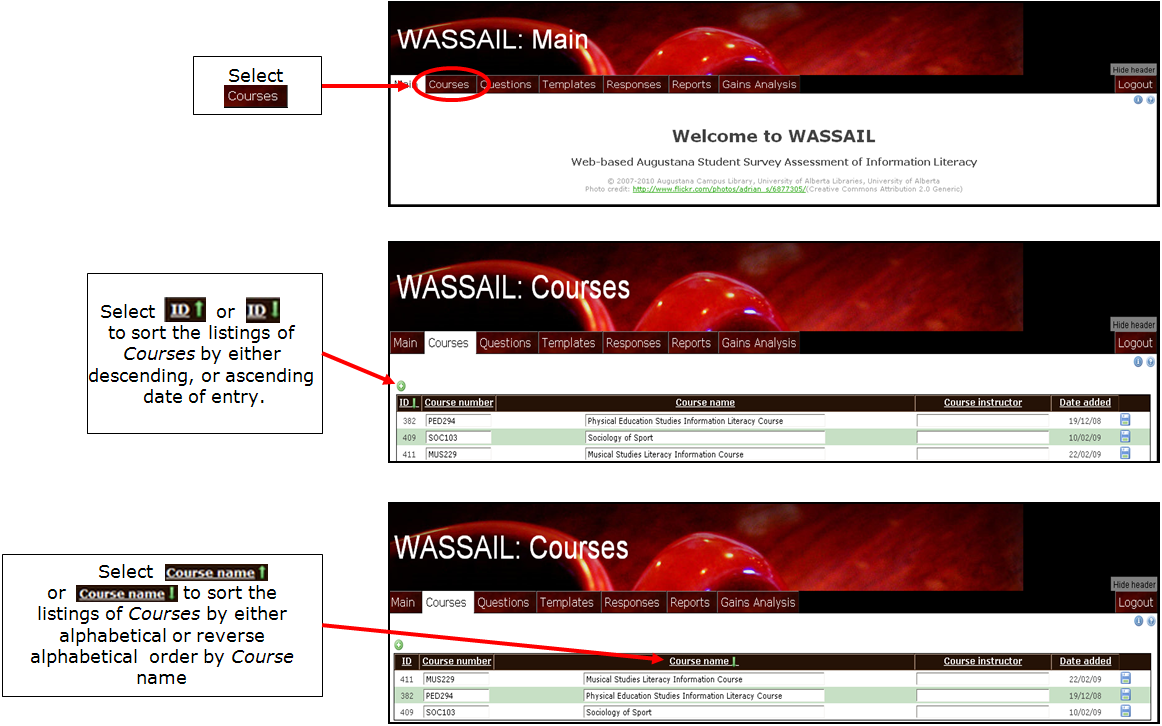 WASSAIL: Main
Select
Courses
Hide header
Main Courses Questions Templates Responses Reports Gains Analysis Logout
Welcome to WASSAIL
Web-based Augustana Student Survey Assessment of Information Literacy
© 2007-2010 Augustana Campus Library, University of Alberta Libraries, University of Alberta
Photo credit: http://www.flickr.com/photos/adrian_s/6877305/(Creative Commons Attribution 2.0 Generic)
WASSAIL: Courses
Select ID ↑ or ID ↓
to sort the listings of
Courses by either
descending, or ascending
date of entry.
Hide header
Main Courses Questions Templates Responses Reports Gains Analysis Logout
ID ↓ Course number Course name Course instructor Date added
382 PED294 Physical Education Studies Information Literacy Course 19/12/08
409 SOC103 Sociology of Sport 10/02/09
411 MUS229 Musical Studies Literacy Information Course 22/02/09
WASSAIL: Courses
Select Course name ↑
or Course name ↓ to sort the
listings of Courses by either
alphabetical or reverse
alphabetical order by Course
name
Hide header
Main Courses Questions Templates Responses Reports Gains Analysis Logout
ID Course number Course name ↓ Course instructor Date added
411 MUS229 Musical Studies Literacy Information Course 22/02/09
382 PED294 Physical Education Studies Information Literacy Course 19/12/08
409 SOC103 Sociology of Sport 10/02/09